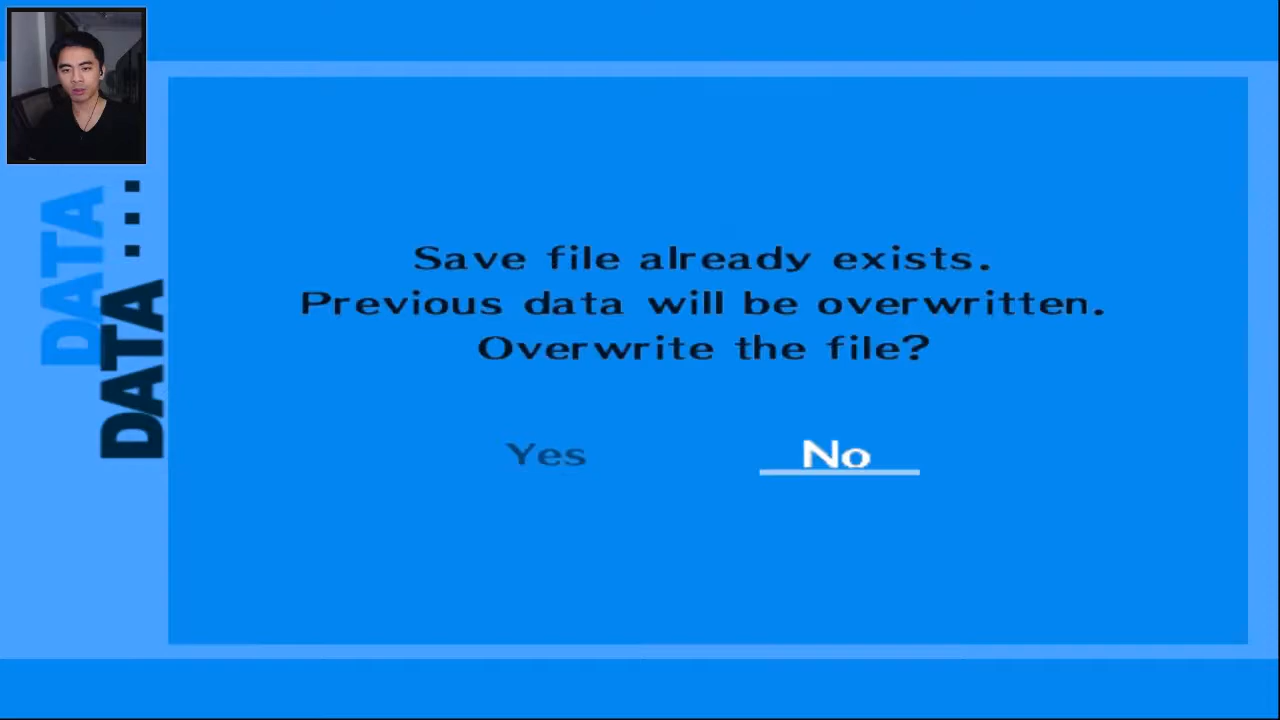 DATA
DATA...
Save file already exists.
Previous data will be overwritten.
Overwrite the file?
Yes
No